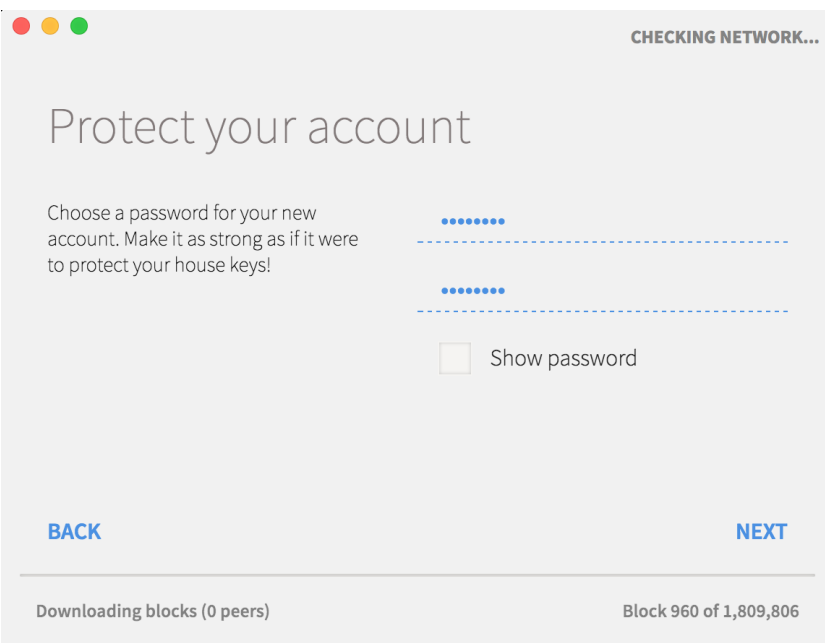 CHECKING NETWORK...
Protect your account
Choose a password for your new
account. Make it as strong as if it were
to protect your house keys!
••••••••
••••••••
Show password
BACK
NEXT
Downloading blocks (0 peers)
Block 960 of 1,809,806